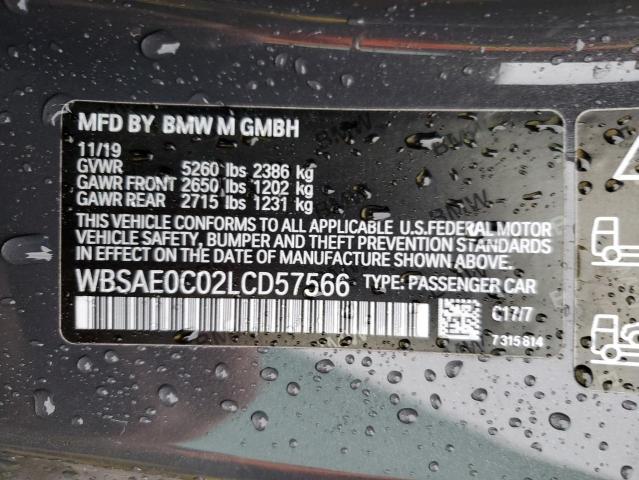 MFD BY BMW M GMBH
11/19
GVWR 5260 lbs 2386 kg
GAWR FRONT 2650 lbs 1202 kg
GAWR REAR 2715 lbs 1231 kg
THIS VEHICLE CONFORMS TO ALL APPLICABLE U.S.FEDERAL MOTOR
VEHICLE SAFETY, BUMPER AND THEFT PREVENTION STANDARDS
IN EFFECT ON THE DATE OF MANUFACTURE SHOWN ABOVE.
WBSAE0C02LCD57566 TYPE: PASSENGER CAR
C17/7
7 315 814